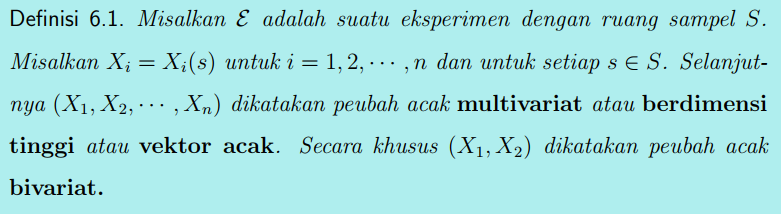 Definisi 6.1. Misalkan ℰ adalah suatu eksperimen dengan ruang sampel S.
Misalkan Xᵢ = Xᵢ(s) untuk i = 1, 2, ⋯ , n dan untuk setiap s ∈ S. Selanjut-
nya (X₁, X₂, ⋯ , Xₙ) dikatakan peubah acak multivariat atau berdimensi
tinggi atau vektor acak. Secara khusus (X₁, X₂) dikatakan peubah acak
bivariat.